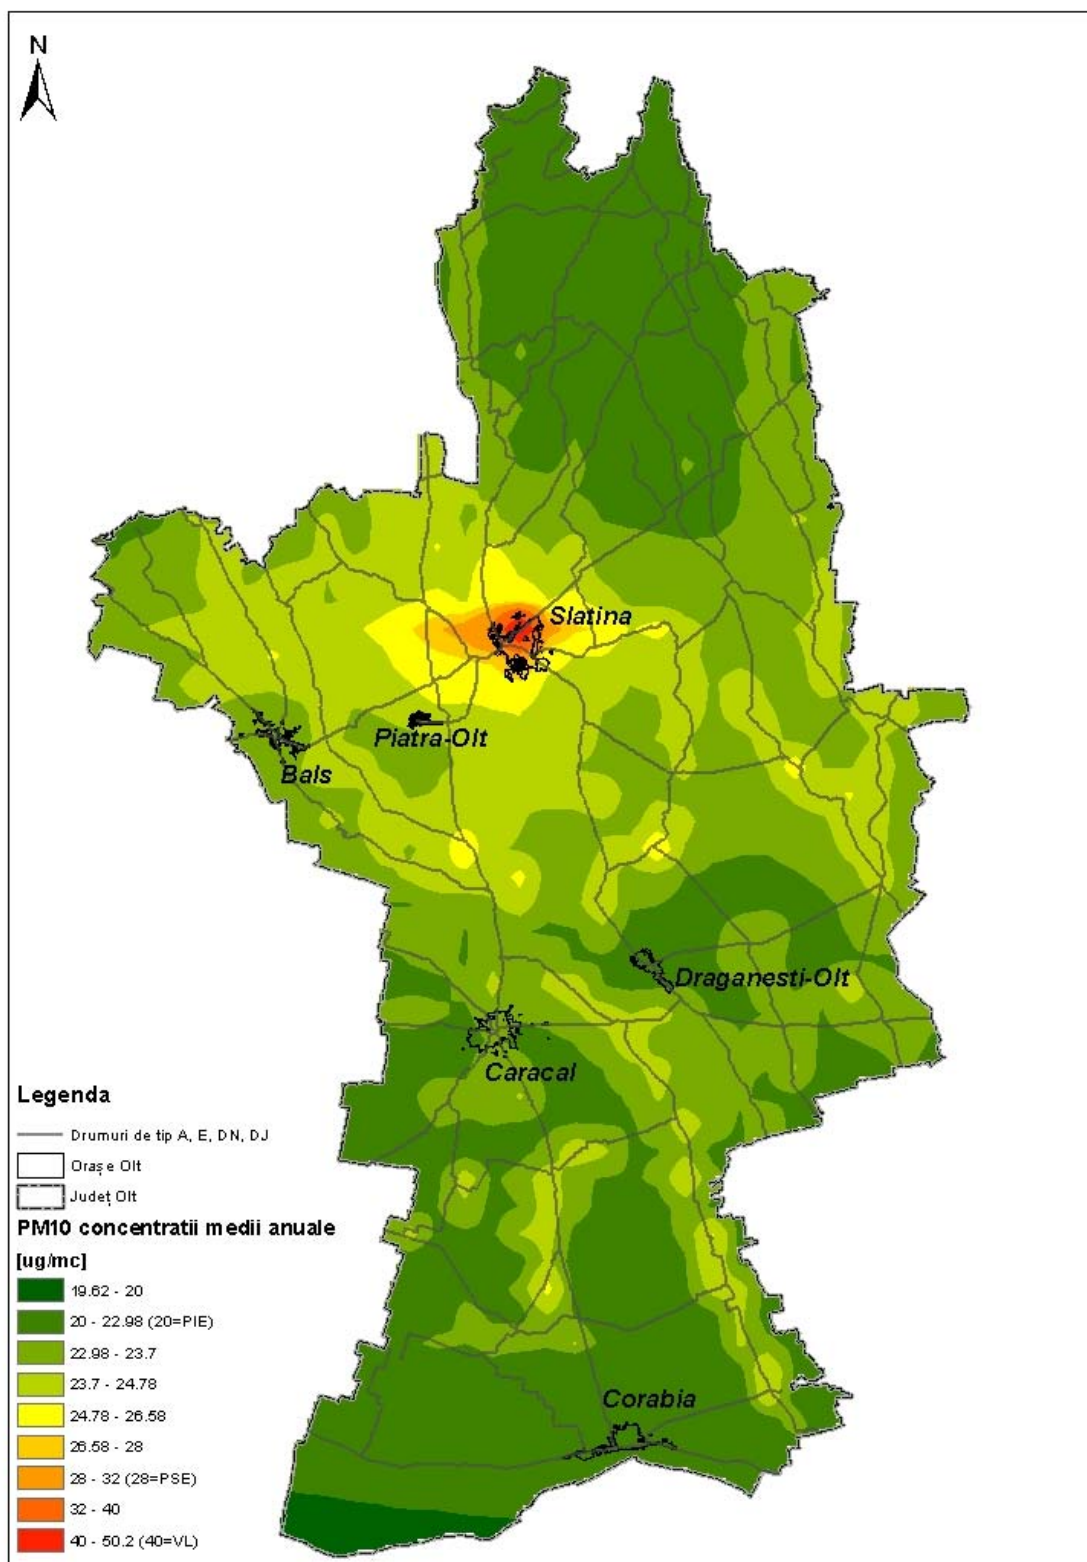 N
Slatina
Piatra-Olt
Bals
Draganesti-Olt
Caracal
Corabia
Legenda
Drumuri de tip A, E, DN, DJ
Orașe Olt
Județ Olt
PM10 concentratii medii anuale
[ug/mc]
19.62 - 20
20 - 22.98 (20=PIE)
22.98 - 23.7
23.7 - 24.78
24.78 - 26.58
26.58 - 28
28 - 32 (28=PSE)
32 - 40
40 - 50.2 (40=VL)